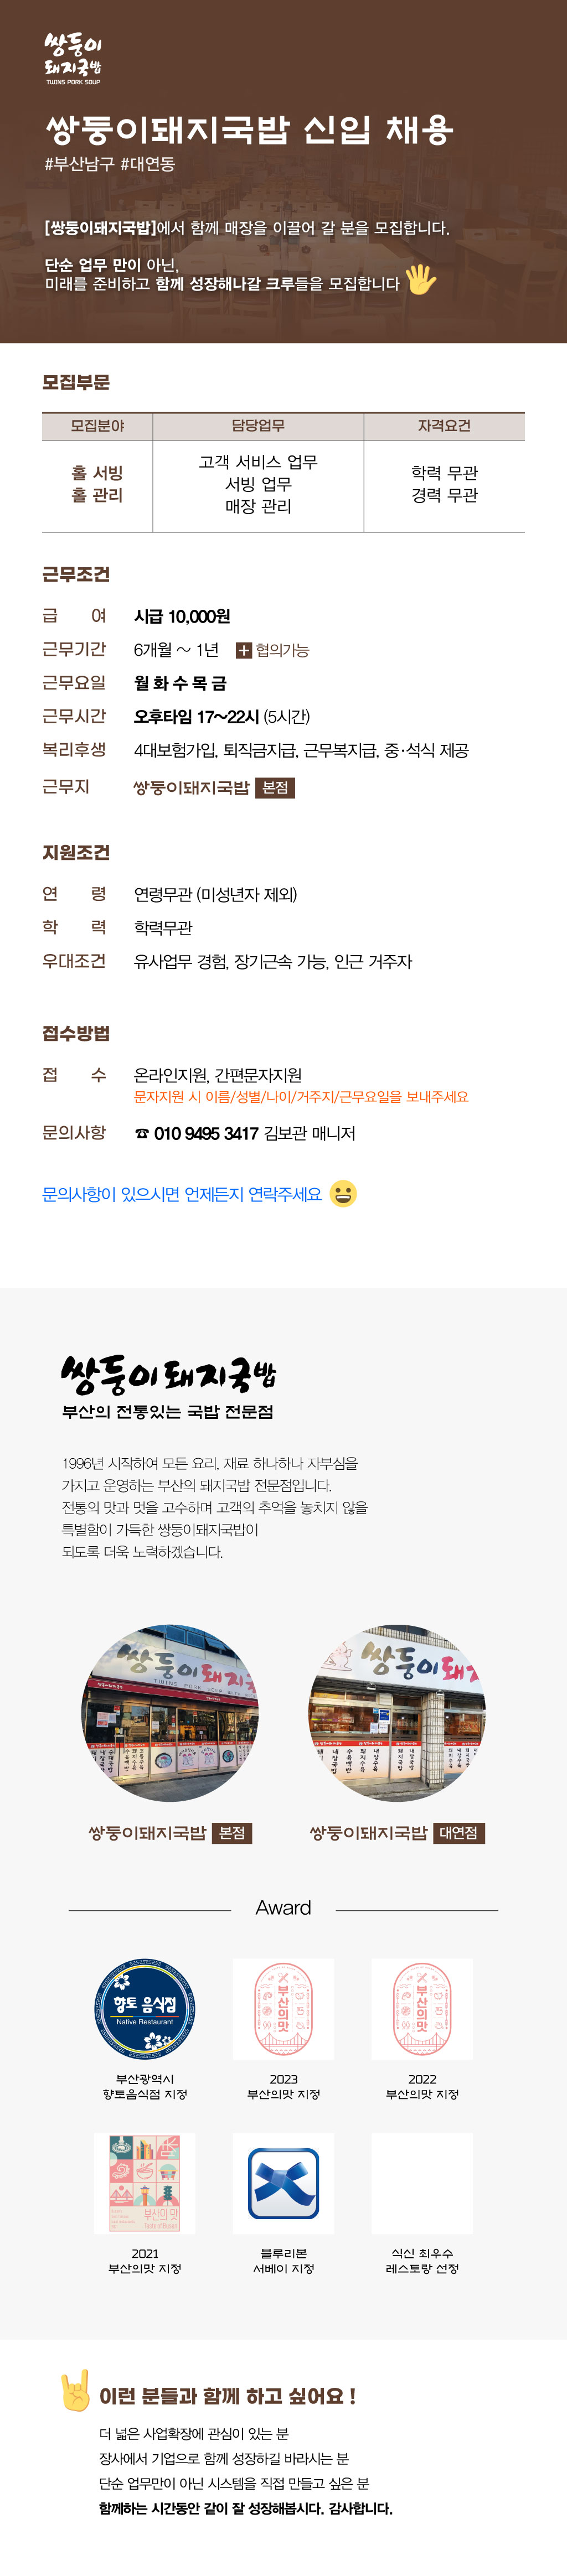 쌍둥이
돼지국밥
TWINS PORK SOUP
쌍둥이돼지국밥 신입 채용
#부산남구 #대연동
[쌍둥이돼지국밥]에서 함께 매장을 이끌어 갈 분을 모집합니다.
단순 업무 만이 아닌,
미래를 준비하고 함께 성장해나갈 크루들을 모집합니다
모집부문
모집분야 담당업무 자격요건
홀 서빙
홀 관리
고객 서비스 업무
서빙 업무
매장 관리
학력 무관
경력 무관
근무조건
급 여 시급 10,000원
근무기간 6개월 ~ 1년 + 협의가능
근무요일 월 화 수 목 금
근무시간 오후타임 17~22시 (5시간)
복리후생 4대보험가입, 퇴직금지급, 근무복지급, 중·석식 제공
근무지 쌍둥이돼지국밥 본점
지원조건
연 령 연령무관 (미성년자 제외)
학 력 학력무관
우대조건 유사업무 경험, 장기근속 가능, 인근 거주자
접수방법
접 수 온라인지원, 간편문자지원
문자지원 시 이름/성별/나이/거주지/근무요일을 보내주세요
문의사항 ☎ 010 9495 3417 김보관 매니저
문의사항이 있으시면 언제든지 연락주세요
쌍둥이돼지국밥
부산의 전통있는 국밥 전문점
1996년 시작하여 모든 요리, 재료 하나하나 자부심을
가지고 운영하는 부산의 돼지국밥 전문점입니다.
전통의 맛과 멋을 고수하며 고객의 추억을 놓치지 않을
특별함이 가득한 쌍둥이돼지국밥이
되도록 더욱 노력하겠습니다.
쌍둥이돼지
TWINS PORK SOUP
쌍둥이돼지
쌍둥이돼지국밥 본점
쌍둥이돼지국밥 대연점
Award
향토 음식점
Native Restaurant
부산의맛
부산의맛
부산광역시
향토음식점 지정
2023
부산의맛 지정
2022
부산의맛 지정
부산의 맛
Taste of Busan
2021
부산의맛 지정
블루리본
서베이 지정
식신 최우수
레스토랑 선정
이런 분들과 함께 하고 싶어요 !
더 넓은 사업확장에 관심이 있는 분
장사에서 기업으로 함께 성장하길 바라시는 분
단순 업무만이 아닌 시스템을 직접 만들고 싶은 분
함께하는 시간동안 같이 잘 성장해봅시다. 감사합니다.